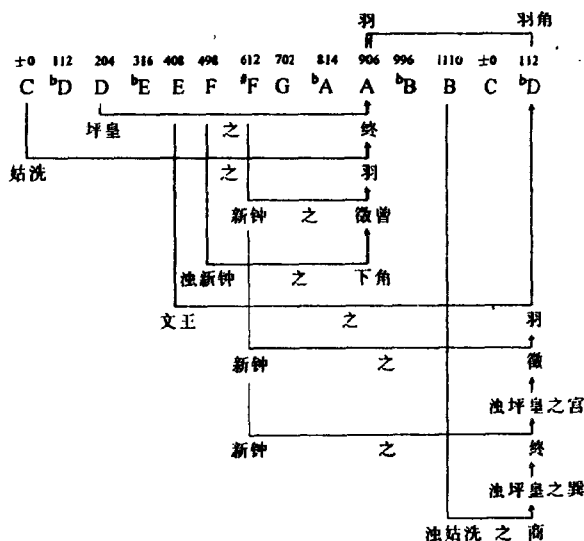 羽 羽角
±0 112 204 316 408 498 612 702 814 906 996 1110 ±0 112
C ᵇD D ᵇE E F ♯F G ᵇA A ᵇB B C ᵇD
坪皇 之 终
姑洗 之 羽
新钟 之 徵曾
浊新钟 之 下角
文王 之 羽
新钟 之 徵
浊坪皇之宫
新钟 之 终
浊坪皇之巽
浊姑洗 之 商